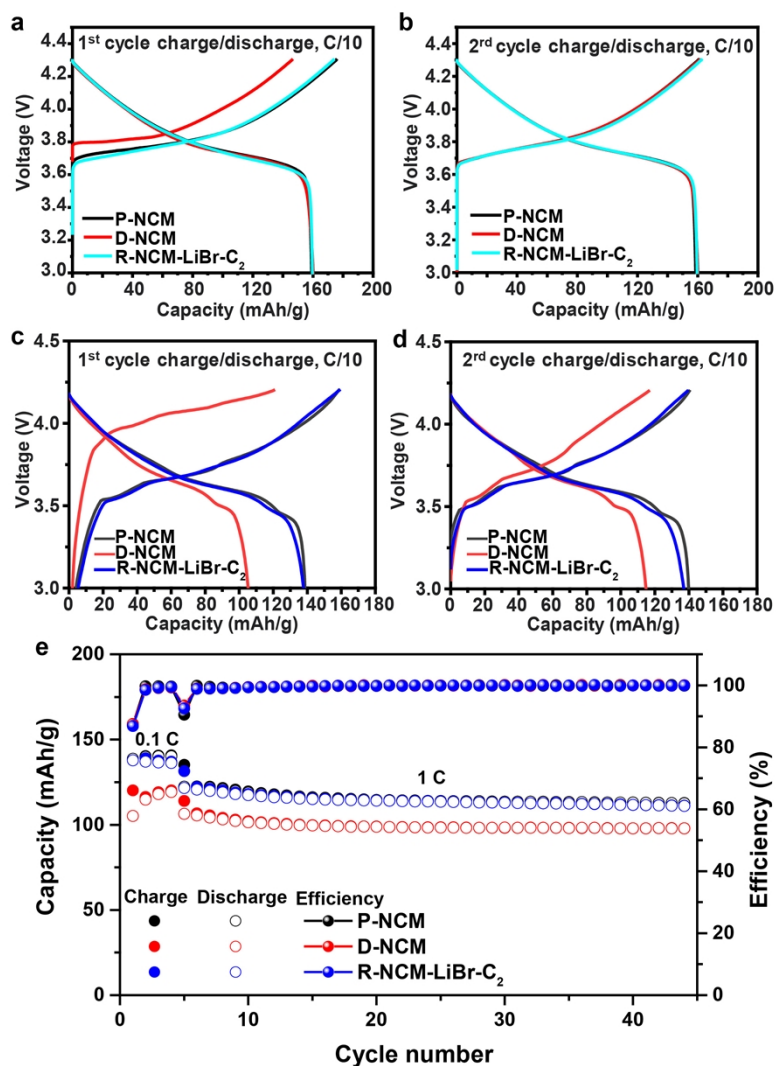 a
1st cycle charge/discharge, C/10
4.4
4.2
4.0
3.8
3.6
3.4
3.2
3.0
Voltage (V)
P-NCM
D-NCM
R-NCM-LiBr-C2
0 40 80 120 160 200
Capacity (mAh/g)
b
2rd cycle charge/discharge, C/10
4.4
4.2
4.0
3.8
3.6
3.4
3.2
3.0
Voltage (V)
P-NCM
D-NCM
R-NCM-LiBr-C2
0 40 80 120 160 200
Capacity (mAh/g)
c
1st cycle charge/discharge, C/10
4.5
4.0
3.5
3.0
Voltage (V)
P-NCM
D-NCM
R-NCM-LiBr-C2
0 20 40 60 80 100 120 140 160 180
Capacity (mAh/g)
d
2rd cycle charge/discharge, C/10
4.5
4.0
3.5
3.0
Voltage (V)
P-NCM
D-NCM
R-NCM-LiBr-C2
0 20 40 60 80 100 120 140 160 180
Capacity (mAh/g)
e
200
150
100
50
0
Capacity (mAh/g)
0.1 C
1 C
Charge Discharge Efficiency
P-NCM
D-NCM
R-NCM-LiBr-C2
100
80
60
40
20
0
Efficiency (%)
0 10 20 30 40
Cycle number